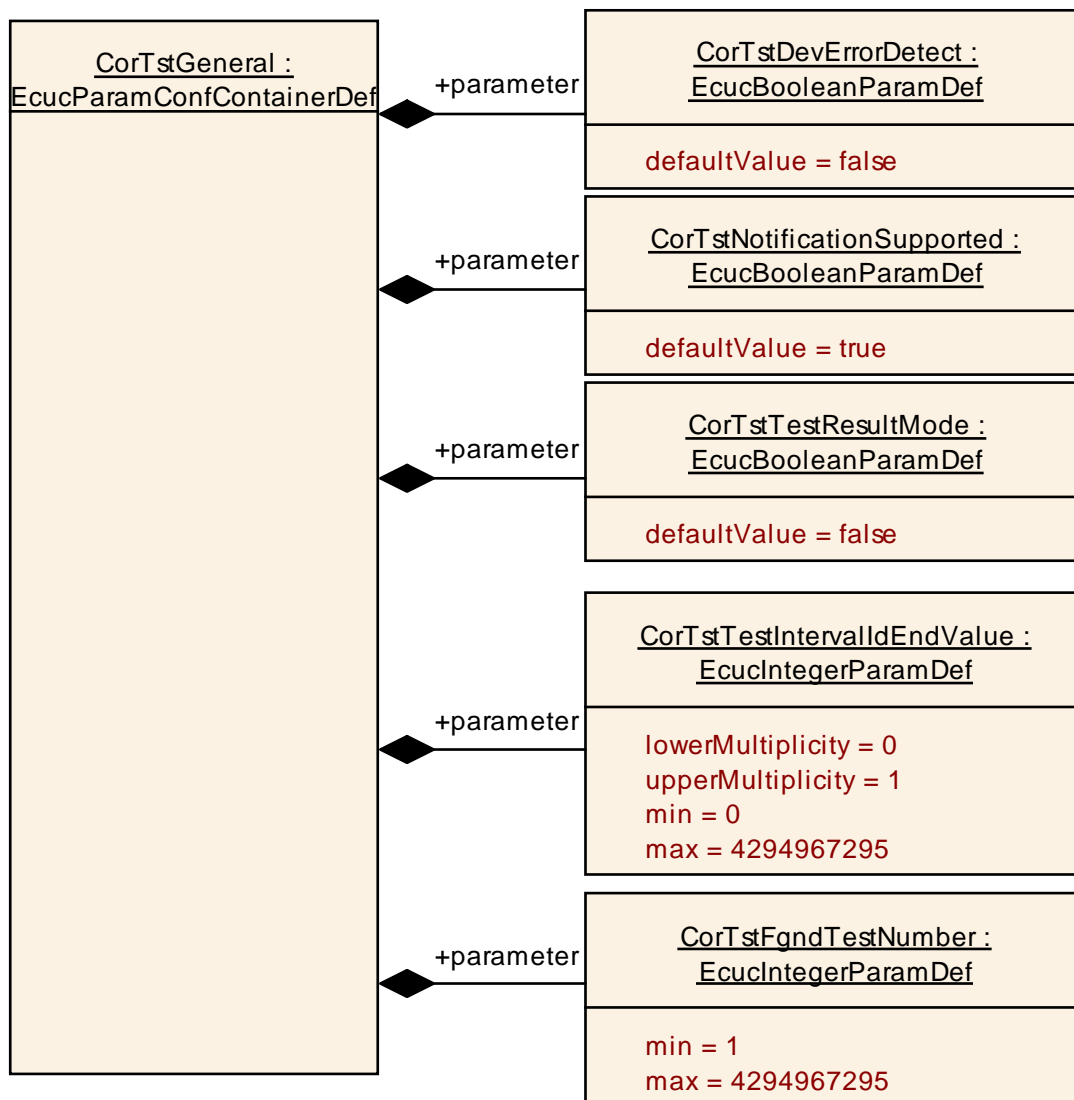 CorTstGeneral :
EcucParamConfContainerDef
+parameter
CorTstDevErrorDetect :
EcucBooleanParamDef
defaultValue = false
+parameter
CorTstNotificationSupported :
EcucBooleanParamDef
defaultValue = true
+parameter
CorTstTestResultMode :
EcucBooleanParamDef
defaultValue = false
+parameter
CorTstTestIntervalIdEndValue :
EcucIntegerParamDef
lowerMultiplicity = 0
upperMultiplicity = 1
min = 0
max = 4294967295
+parameter
CorTstFgndTestNumber :
EcucIntegerParamDef
min = 1
max = 4294967295